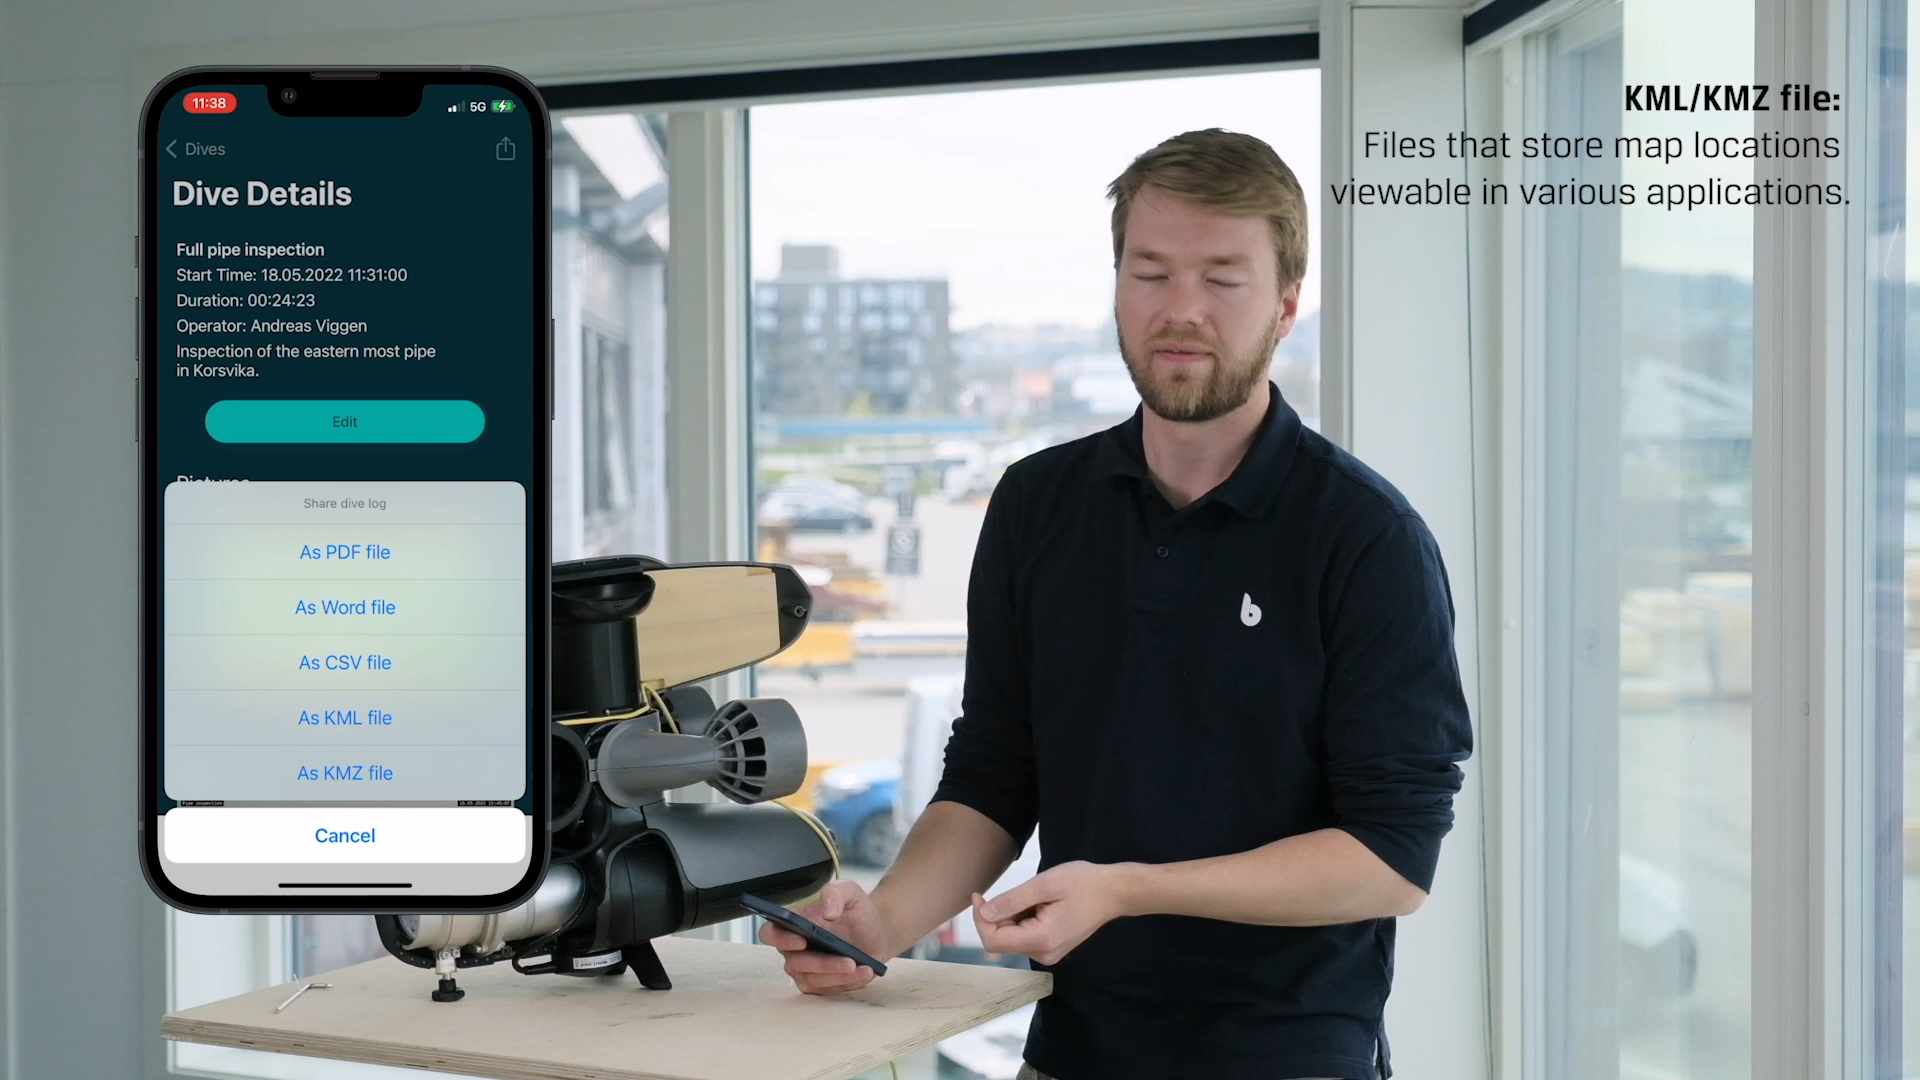 11:38
5G
Dives
Dive Details
Full pipe inspection
Start Time: 18.05.2022 11:31:00
Duration: 00:24:23
Operator: Andreas Viggen
Inspection of the eastern most pipe
in Korsvika.
Edit
Pictures
Share dive log
As PDF file
As Word file
As CSV file
As KML file
As KMZ file
Pipe inspection
Cancel
KML/KMZ file:
Files that store map locations
viewable in various applications.